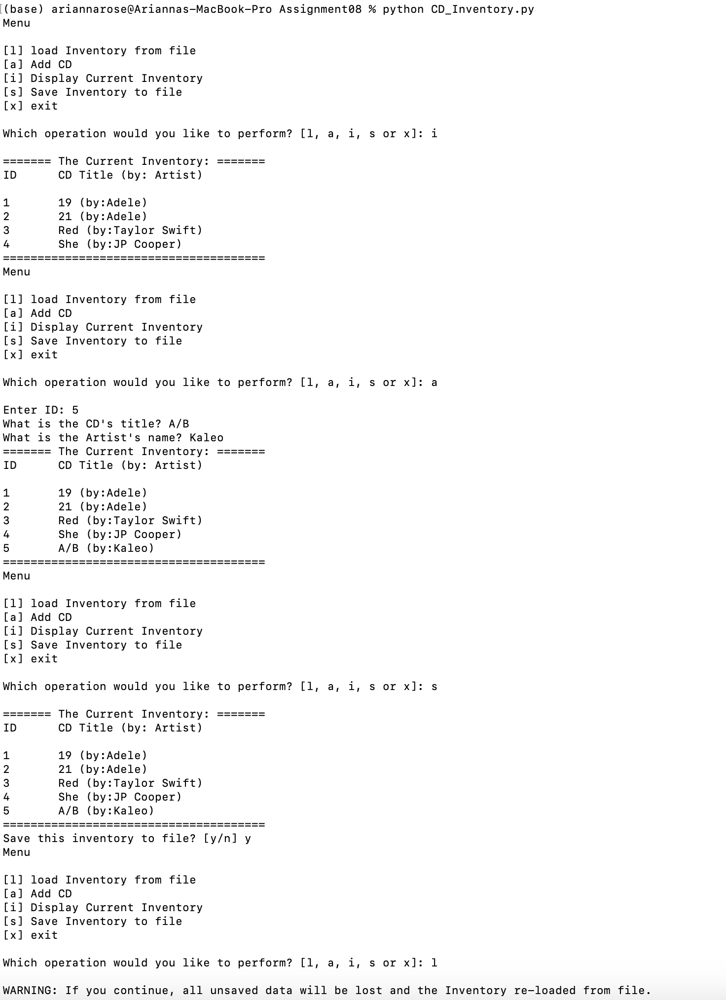 [(base) ariannarose@Ariannas-MacBook-Pro Assignment08 % python CD_Inventory.py
Menu
[l] load Inventory from file
[a] Add CD
[i] Display Current Inventory
[s] Save Inventory to file
[x] exit
Which operation would you like to perform? [l, a, i, s or x]: i
======= The Current Inventory: =======
ID      CD Title (by: Artist)
1       19 (by:Adele)
2       21 (by:Adele)
3       Red (by:Taylor Swift)
4       She (by:JP Cooper)
======================================
Menu
[l] load Inventory from file
[a] Add CD
[i] Display Current Inventory
[s] Save Inventory to file
[x] exit
Which operation would you like to perform? [l, a, i, s or x]: a
Enter ID: 5
What is the CD's title? A/B
What is the Artist's name? Kaleo
======= The Current Inventory: =======
ID      CD Title (by: Artist)
1       19 (by:Adele)
2       21 (by:Adele)
3       Red (by:Taylor Swift)
4       She (by:JP Cooper)
5       A/B (by:Kaleo)
======================================
Menu
[l] load Inventory from file
[a] Add CD
[i] Display Current Inventory
[s] Save Inventory to file
[x] exit
Which operation would you like to perform? [l, a, i, s or x]: s
======= The Current Inventory: =======
ID      CD Title (by: Artist)
1       19 (by:Adele)
2       21 (by:Adele)
3       Red (by:Taylor Swift)
4       She (by:JP Cooper)
5       A/B (by:Kaleo)
======================================
Save this inventory to file? [y/n] y
Menu
[l] load Inventory from file
[a] Add CD
[i] Display Current Inventory
[s] Save Inventory to file
[x] exit
Which operation would you like to perform? [l, a, i, s or x]: l
WARNING: If you continue, all unsaved data will be lost and the Inventory re-loaded from file.